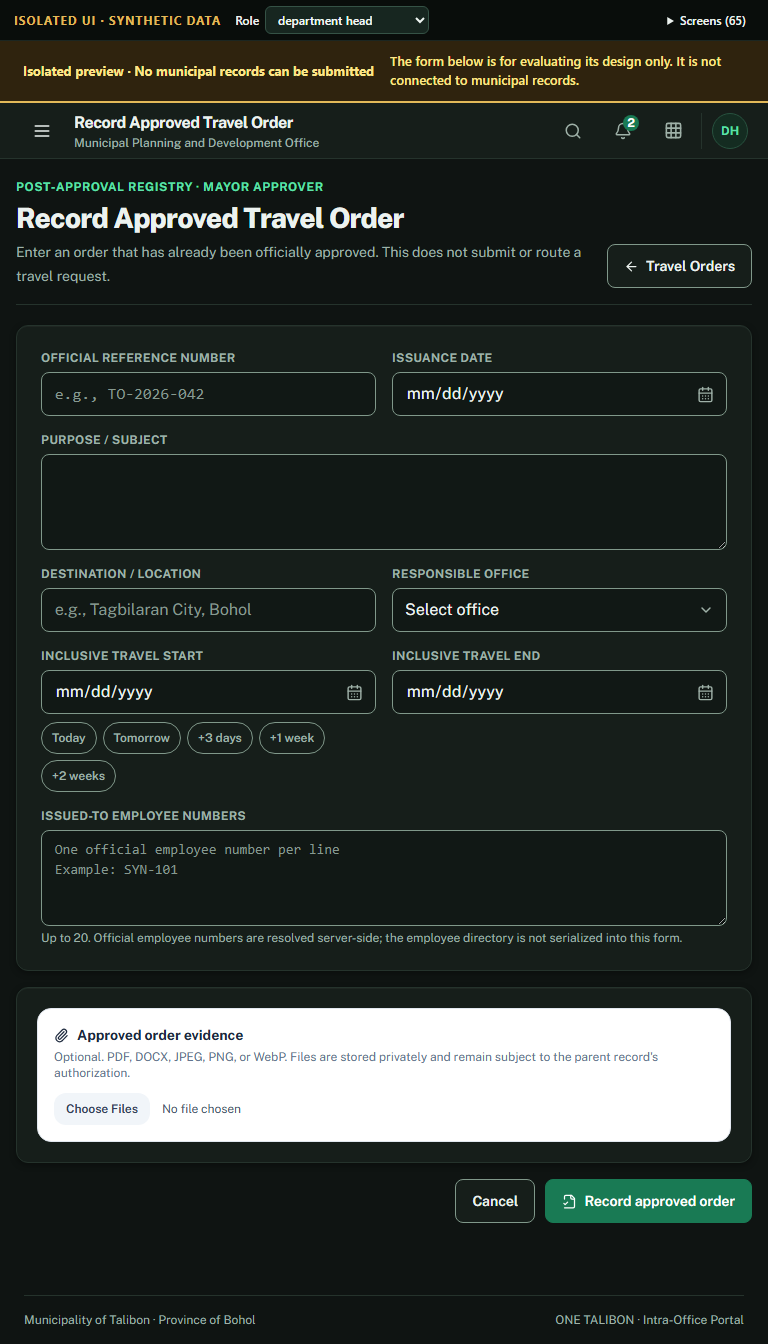 ISOLATED UI · SYNTHETIC DATA
Role
department head
Screens (65)
Isolated preview · No municipal records can be submitted
The form below is for evaluating its design only. It is not
connected to municipal records.
Record Approved Travel Order
Municipal Planning and Development Office
2
DH
POST-APPROVAL REGISTRY · MAYOR APPROVER
Record Approved Travel Order
Enter an order that has already been officially approved. This does not submit or route a
travel request.
Travel Orders
OFFICIAL REFERENCE NUMBER
ISSUANCE DATE
e.g., TO-2026-042
mm/dd/yyyy
PURPOSE / SUBJECT
DESTINATION / LOCATION
RESPONSIBLE OFFICE
e.g., Tagbilaran City, Bohol
Select office
INCLUSIVE TRAVEL START
INCLUSIVE TRAVEL END
mm/dd/yyyy
mm/dd/yyyy
Today
Tomorrow
+3 days
+1 week
+2 weeks
ISSUED-TO EMPLOYEE NUMBERS
One official employee number per line
Example: SYN-101
Up to 20. Official employee numbers are resolved server-side; the employee directory is not serialized into this form.
Approved order evidence
Optional. PDF, DOCX, JPEG, PNG, or WebP. Files are stored privately and remain subject to the parent record's
authorization.
Choose Files
No file chosen
Cancel
Record approved order
Municipality of Talibon · Province of Bohol
ONE TALIBON · Intra-Office Portal